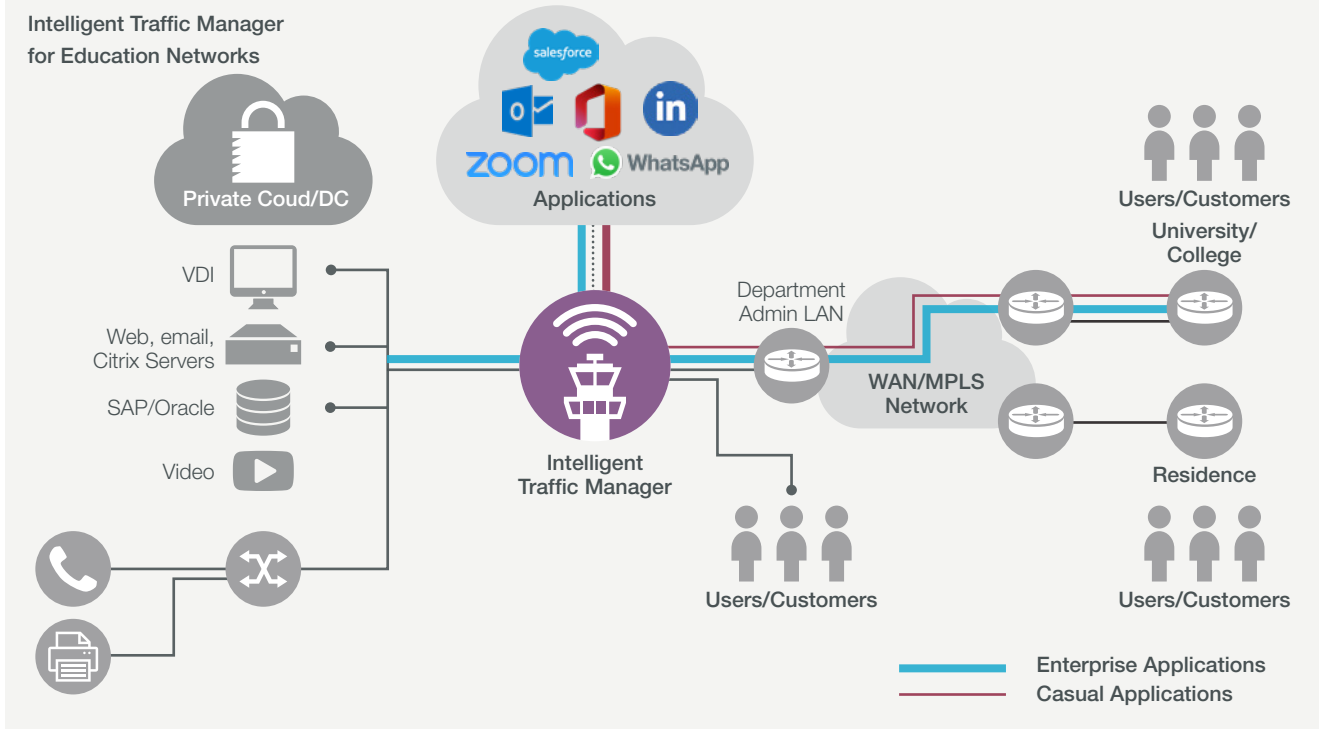 Intelligent Traffic Manager
for Education Networks
salesforce
O
in
zoom
WhatsApp
Applications
Private Coud/DC
VDI
Web, email,
Citrix Servers
SAP/Oracle
Video
Intelligent
Traffic Manager
Department
Admin LAN
WAN/MPLS
Network
Users/Customers
University/
College
Residence
Users/Customers
Users/Customers
Enterprise Applications
Casual Applications